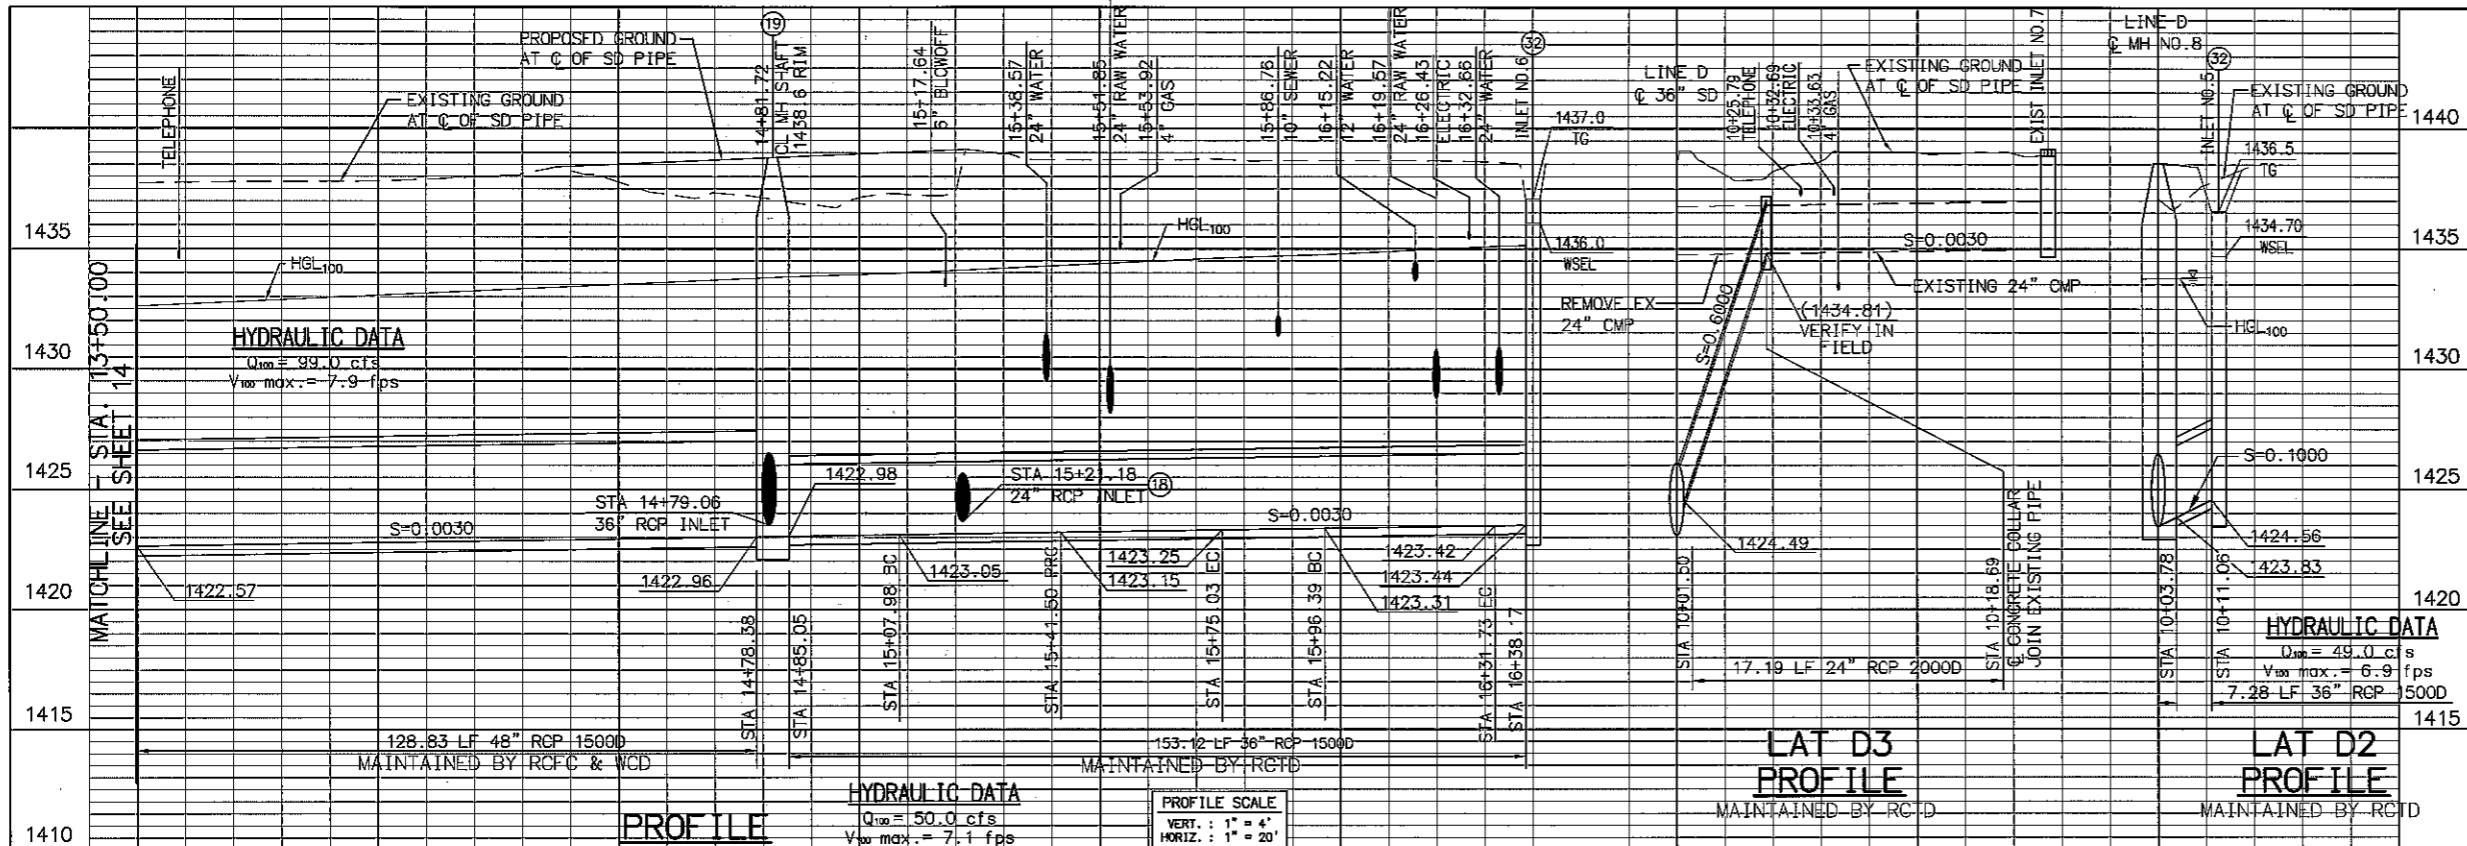 1435
1430
1425
1420
1415
1410
1440
1435
1430
1425
1420
1415
MATCHLINE - STA. 13+50.00
SEE SHEET 14
TELEPHONE
EXISTING GROUND
AT ℄ OF SD PIPE
PROPOSED GROUND
AT ℄ OF SD PIPE
19
14+81.72
CL MH SHAFT
1438.6 RIM
15+17.64
6" BLOWOFF
15+38.57
24" WATER
15+51.85
24" RAW WATER
15+53.92
4" GAS
15+86.76
10" SEWER
16+15.22
12" WATER
16+19.57
24" RAW WATER
16+26.43
ELECTRIC
16+32.66
24" WATER
INLET NO.6
32
1437.0
TG
1436.0
WSEL
HGL100
HGL100
HYDRAULIC DATA
Q100 = 99.0 cfs
V100 max.= 7.9 fps
S=0.0030
1422.57
STA 14+79.06
36" RCP INLET
1422.96
1422.98
STA 15+21.18
24" RCP INLET
18
S=0.0030
1423.05
1423.25
1423.15
1423.42
1423.44
1423.31
STA 14+78.38
STA 14+85.05
STA 15+07.98 BC
STA 15+41.50 PRC
STA 15+75.03 EC
STA 15+96.39 BC
STA 16+31.73 EC
STA 16+38.17
128.83 LF 48" RCP 1500D
MAINTAINED BY RCFC & WCD
153.12 LF 36" RCP 1500D
MAINTAINED BY RCTD
PROFILE
HYDRAULIC DATA
Q100 = 50.0 cfs
V100 max.= 7.1 fps
PROFILE SCALE
VERT. : 1" = 4'
HORIZ. : 1" = 20'
LINE D
℄ 36" SD
10+25.79
TELEPHONE
10+32.69
ELECTRIC
10+33.63
4" GAS
EXISTING GROUND
AT ℄ OF SD PIPE
EXIST INLET NO.7
S=0.0030
EXISTING 24" CMP
REMOVE EX
24" CMP
(1434.81)
VERIFY IN
FIELD
S=0.6000
1424.49
STA 10+01.50
STA 10+18.69
℄ CONCRETE COLLAR
JOIN EXISTING PIPE
17.19 LF 24" RCP 2000D
LAT D3
PROFILE
MAINTAINED BY RCTD
LINE D
℄ MH NO.8
32
INLET NO.5
EXISTING GROUND
AT ℄ OF SD PIPE
1436.5
TG
1434.70
WSEL
HGL100
S=0.1000
1424.56
1423.83
STA 10+03.78
STA 10+11.06
HYDRAULIC DATA
Q100 = 49.0 cfs
V100 max.= 6.9 fps
7.28 LF 36" RCP 1500D
LAT D2
PROFILE
MAINTAINED BY RCTD